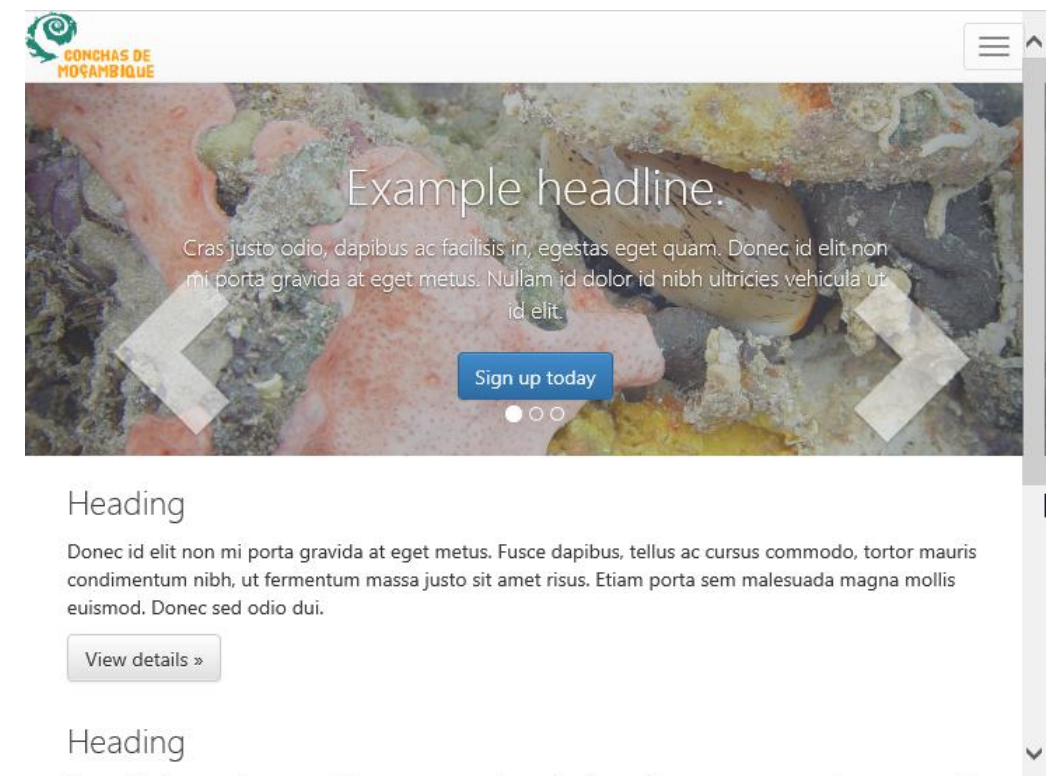 CONCHAS DE
MOÇAMBIQUE
Example headline.
Cras justo odio, dapibus ac facilisis in, egestas eget quam. Donec id elit non
mi porta gravida at eget metus. Nullam id dolor id nibh ultricies vehicula ut
id elit.
Sign up today
Heading
Donec id elit non mi porta gravida at eget metus. Fusce dapibus, tellus ac cursus commodo, tortor mauris
condimentum nibh, ut fermentum massa justo sit amet risus. Etiam porta sem malesuada magna mollis
euismod. Donec sed odio dui.
View details »
Heading